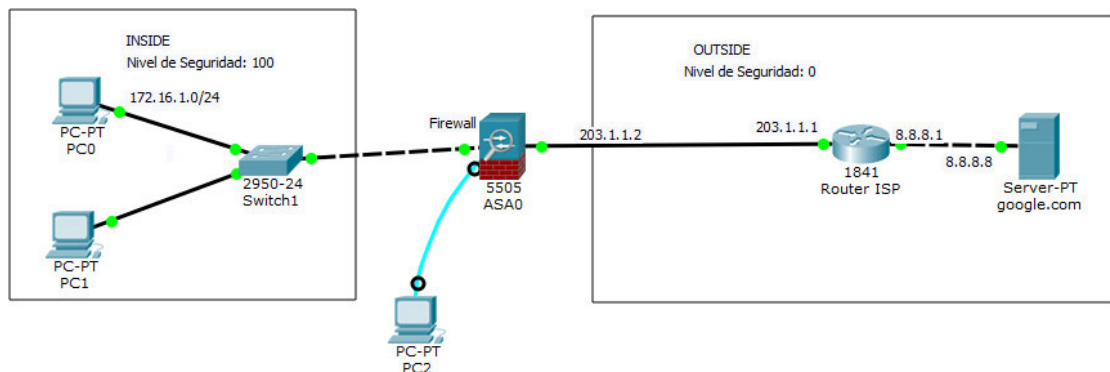 INSIDE
Nivel de Seguridad: 100
172.16.1.0/24
PC-PT
PC0
2950-24
Switch1
PC-PT
PC1
Firewall
5505
ASA0
PC-PT
PC2
OUTSIDE
Nivel de Seguridad: 0
203.1.1.2
203.1.1.1
1841
Router ISP
8.8.8.1
8.8.8.8
Server-PT
google.com